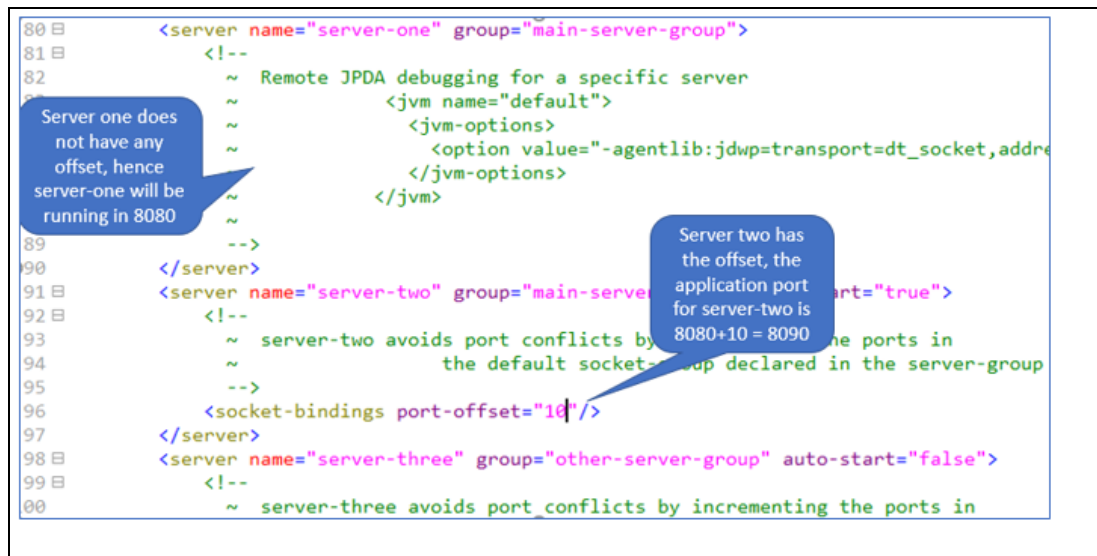 80 <server name="server-one" group="main-server-group">
81 <!--
82 ~ Remote JPDA debugging for a specific server
~ <jvm name="default">
~ <jvm-options>
~ <option value="-agentlib:jdwp=transport=dt_socket,addre
~ </jvm-options>
~ </jvm>
~
89 -->
90 </server>
91 <server name="server-two" group="main-serve art="true">
92 <!--
93 ~ server-two avoids port conflicts by he ports in
94 ~ the default socket-group declared in the server-group
95 -->
96 <socket-bindings port-offset="10"/>
97 </server>
98 <server name="server-three" group="other-server-group" auto-start="false">
99 <!--
00 ~ server-three avoids port conflicts by incrementing the ports in
Server one does
not have any
offset, hence
server-one will be
running in 8080
Server two has
the offset, the
application port
for server-two is
8080+10 = 8090